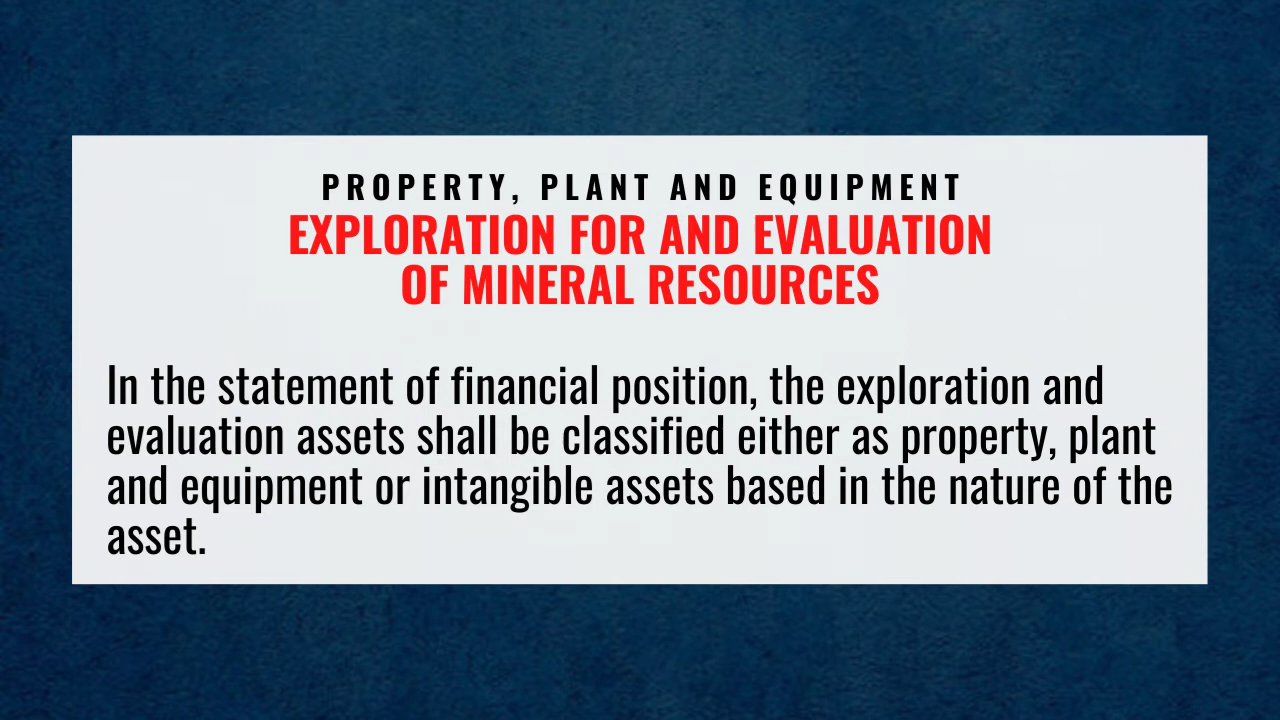 PROPERTY, PLANT AND EQUIPMENT
EXPLORATION FOR AND EVALUATION
OF MINERAL RESOURCES
In the statement of financial position, the exploration and
evaluation assets shall be classified either as property, plant
and equipment or intangible assets based in the nature of the
asset.